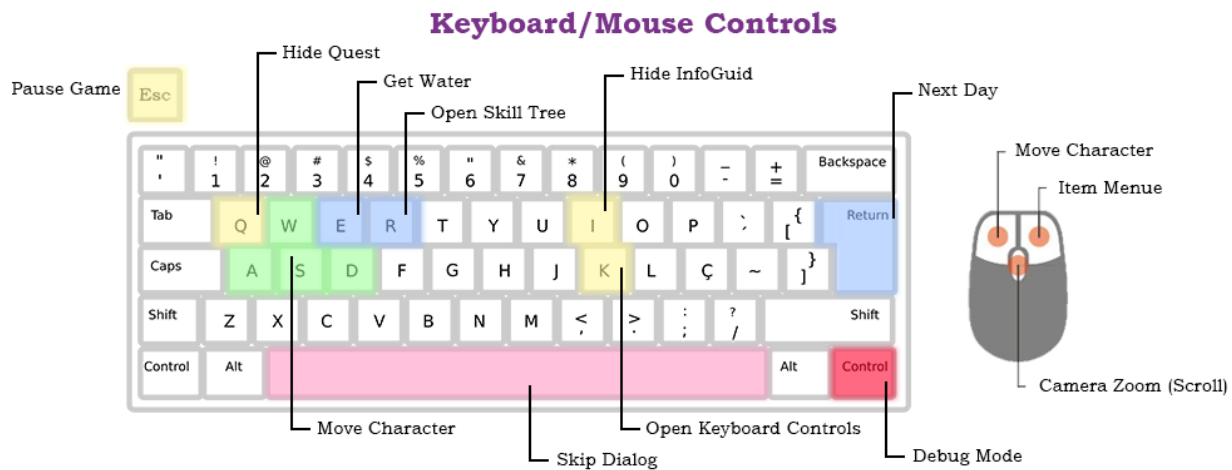 Keyboard/Mouse Controls
Hide Quest
Pause Game
Esc
Get Water
Hide InfoGuid
Open Skill Tree
Next Day
" '
! 1
@ 2
# 3
$ 4
% 5
" 6
& 7
* 8
( 9
) 0
_ -
+ =
Backspace
Tab
Q
W
E
R
T
Y
U
I
O
P
` ´
{ [
Return
Caps
A
S
D
F
G
H
J
K
L
Ç
~
} ]
Shift
Z
X
C
V
B
N
M
< ,
> .
: ;
? /
Shift
Control
Alt
Alt
Control
Move Character
Item Menue
Camera Zoom (Scroll)
Move Character
Open Keyboard Controls
Skip Dialog
Debug Mode